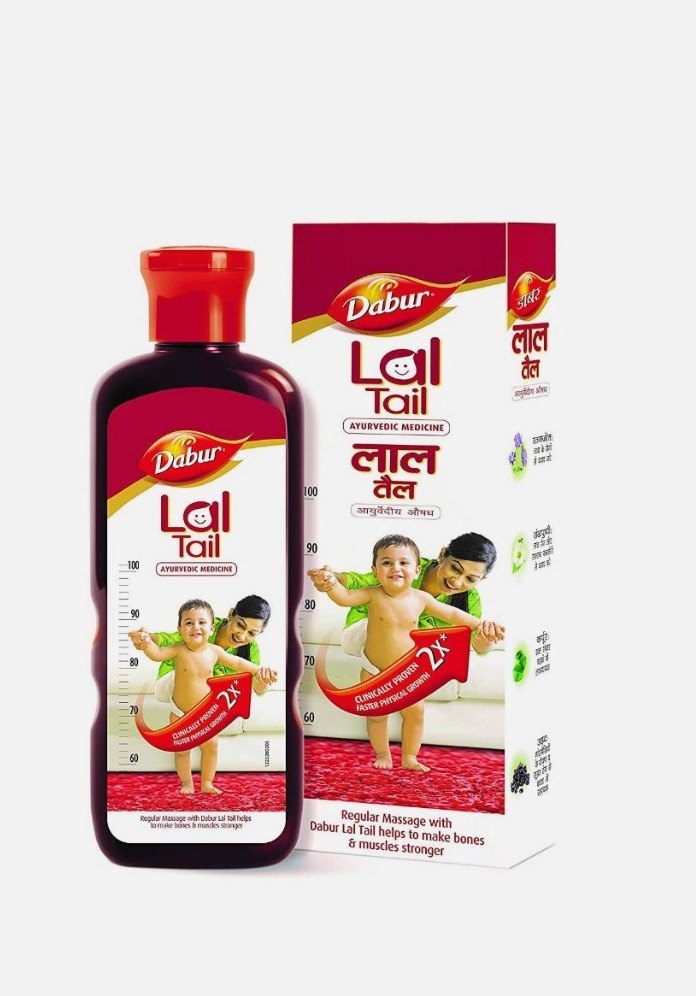 Dabur
Lal
Tail
AYURVEDIC MEDICINE
100
90
80
70
60
CLINICALLY PROVEN
FASTER PHYSICAL GROWTH
2X*
Regular Massage with Dabur Lal Tail helps
to make bones & muscles stronger
Dabur
Lal
Tail
AYURVEDIC MEDICINE
लाल
तैल
आयुर्वेदीय औषध
100
90
80
70
60
CLINICALLY PROVEN
FASTER PHYSICAL GROWTH
2X*
Regular Massage with
Dabur Lal Tail helps to make bones
& muscles stronger
डाबर
लाल
तैल
आयुर्वेदीय औषध